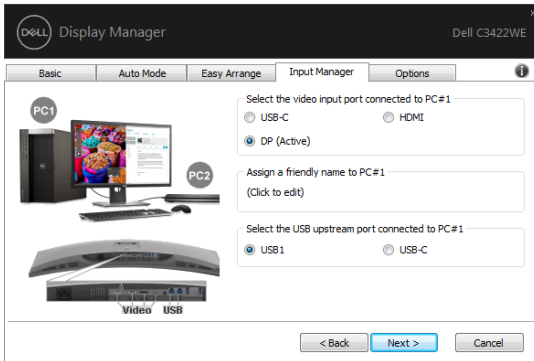 DELL Display Manager
Dell C3422WE
Basic Auto Mode Easy Arrange Input Manager Options
PC1
PC2
Video USB
Select the video input port connected to PC#1
USB-C HDMI
DP (Active)
Assign a friendly name to PC#1
(Click to edit)
Select the USB upstream port connected to PC#1
USB1 USB-C
< Back Next > Cancel